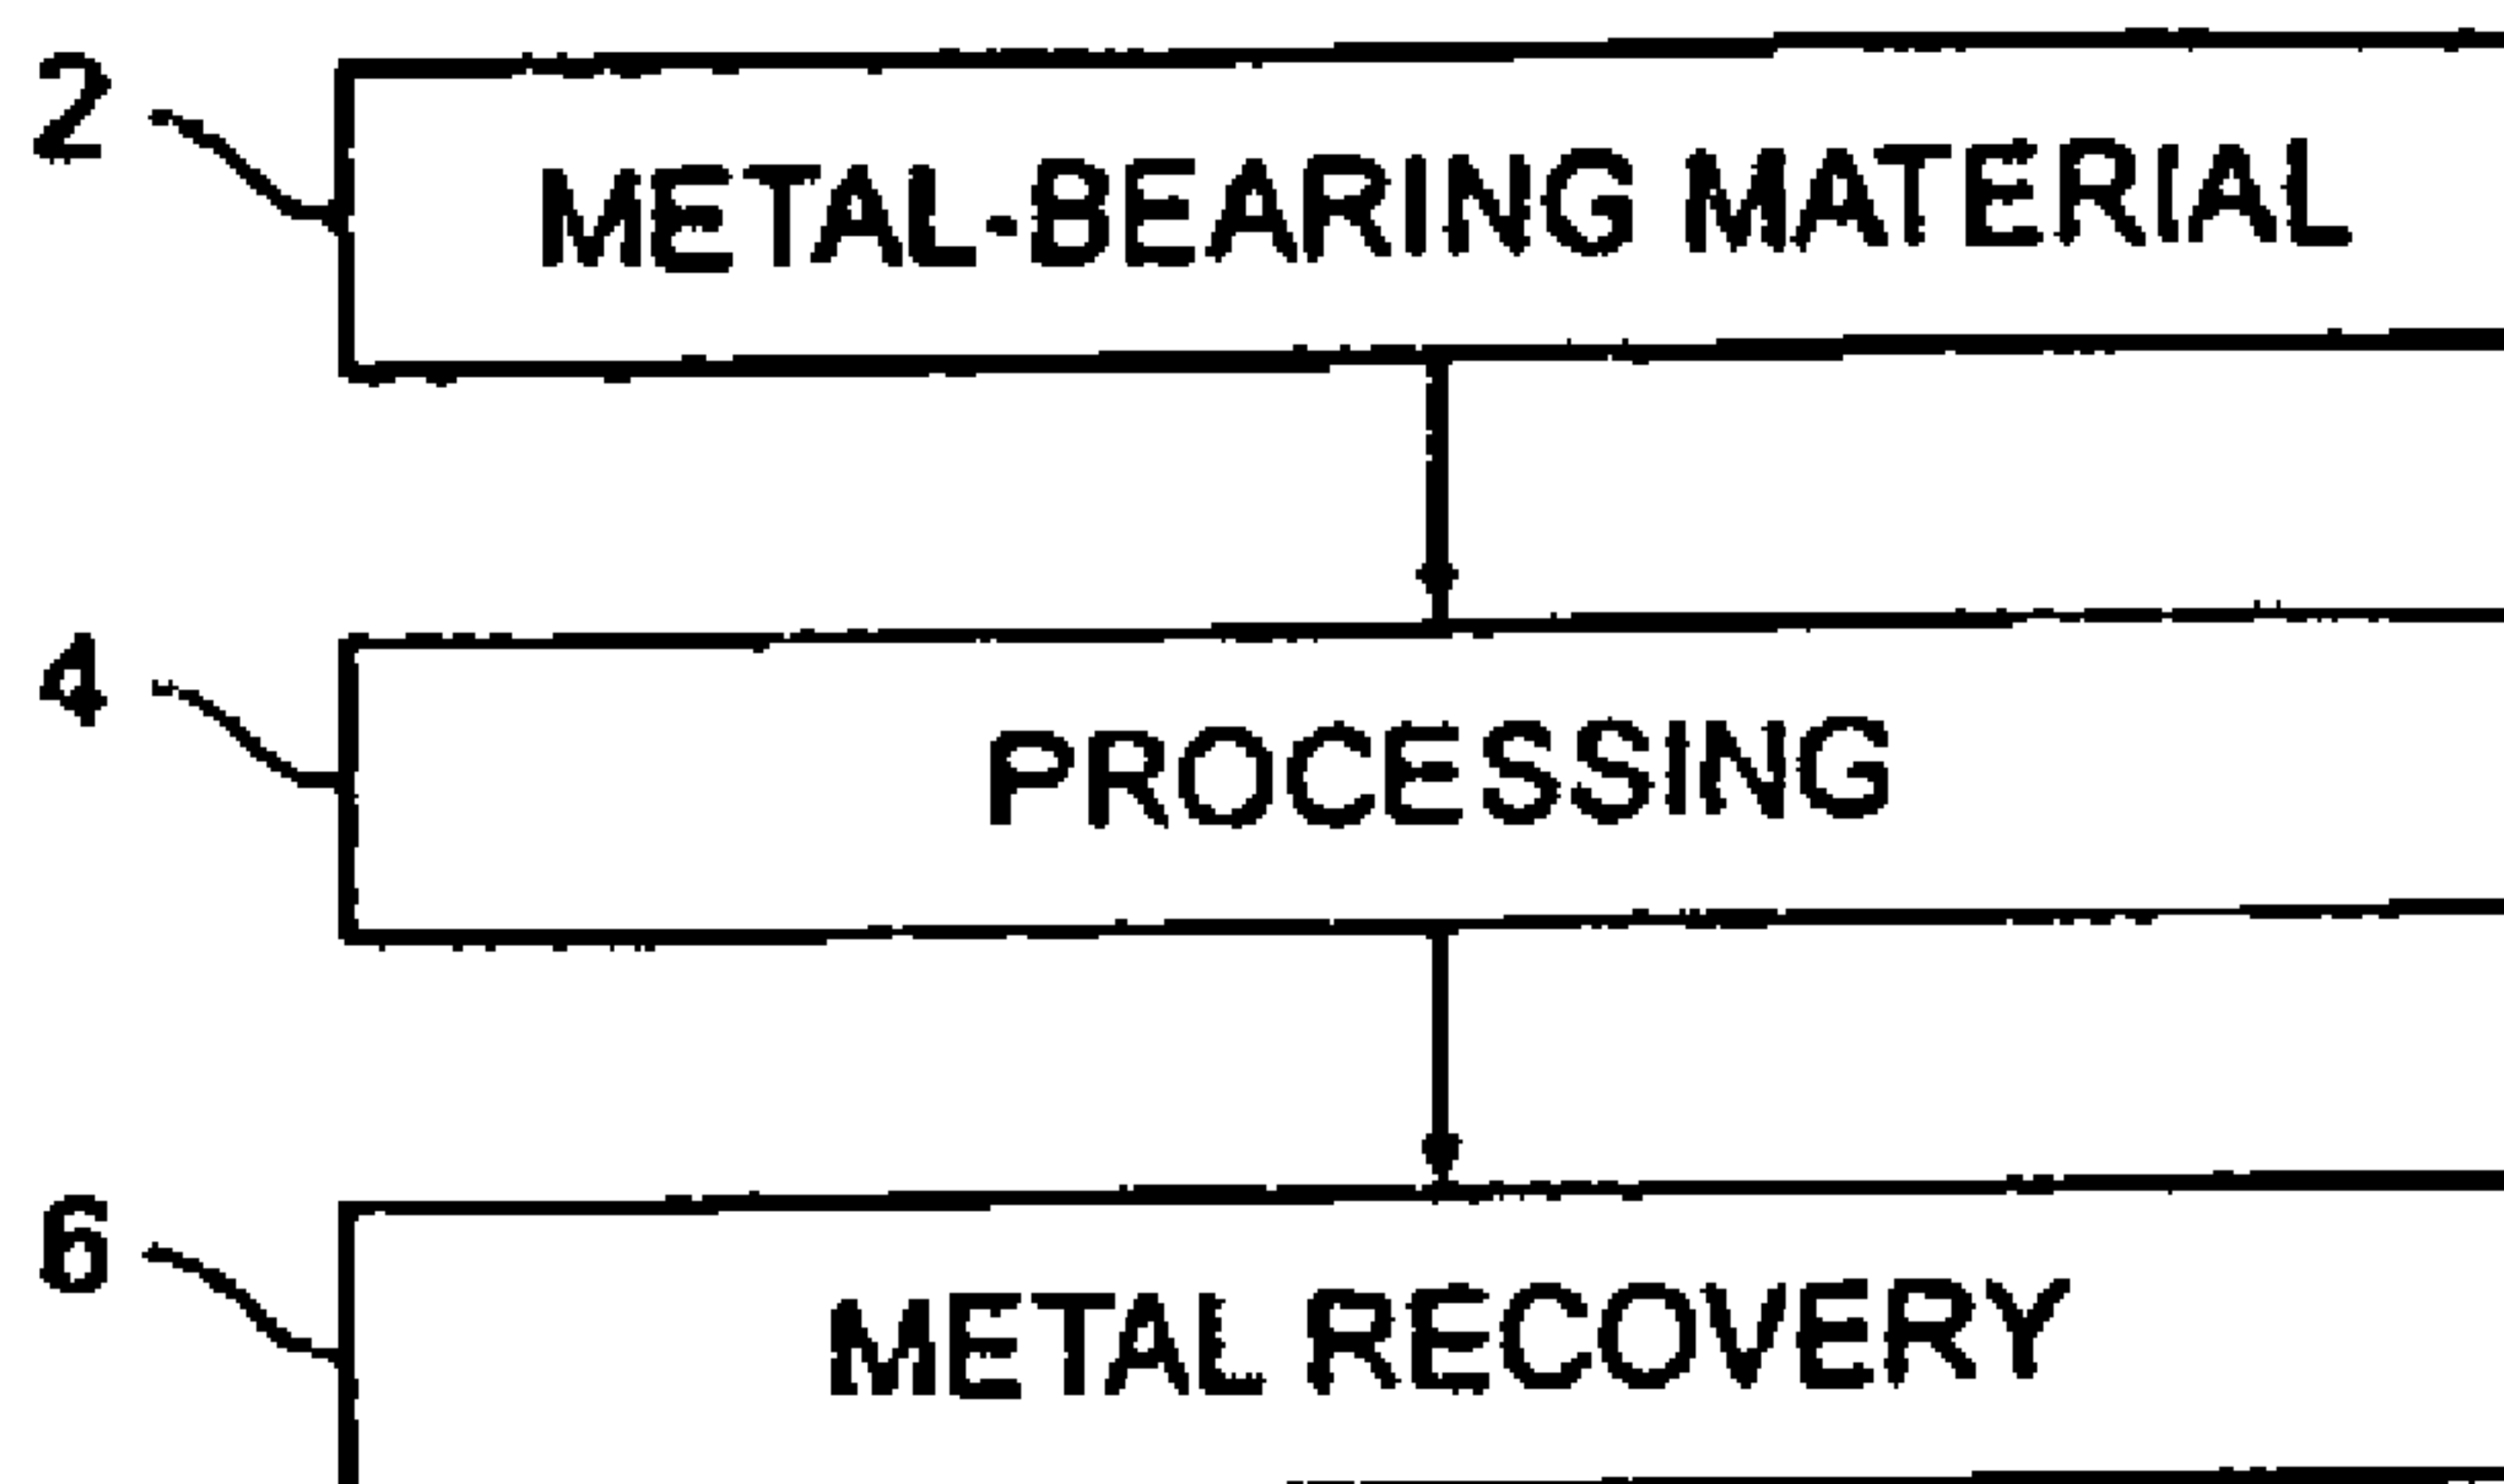 2
METAL-BEARING MATERIAL
4
PROCESSING
6
METAL RECOVERY